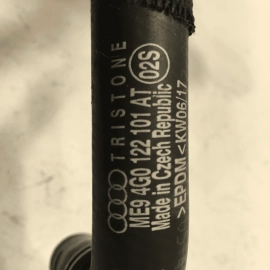 TRISTONE
ME9 4G0 122 101 AT
02S
Made in Czech Republic
>EPDM< KW06/17